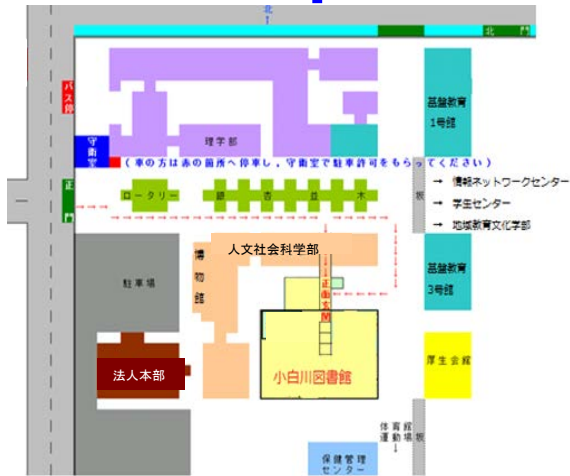 北
↑
北門
バス停
基盤教育
1号館
理学部
守衛室
(車の方は赤の箇所へ停車し，守衛室で駐車許可をもらってください)
正門
ロータリー
銀杏並木
坂
→ 情報ネットワークセンター
→ 学生センター
→ 地域教育文化学部
人文社会科学部
博物館
駐車場
正面玄関
基盤教育
3号館
法人本部
小白川図書館
厚生会館
体育館
運動場
↓
坂
保健管理
センター